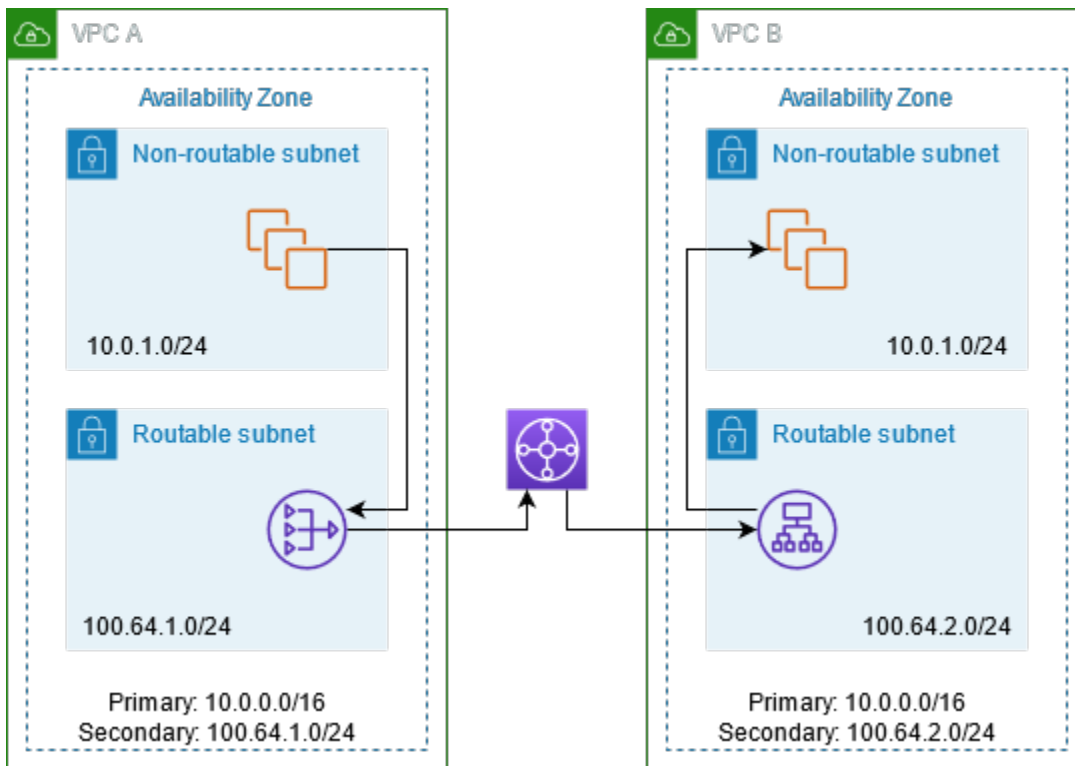 VPC A
Availability Zone
Non-routable subnet
10.0.1.0/24
Routable subnet
100.64.1.0/24
Primary: 10.0.0.0/16
Secondary: 100.64.1.0/24
VPC B
Availability Zone
Non-routable subnet
10.0.1.0/24
Routable subnet
100.64.2.0/24
Primary: 10.0.0.0/16
Secondary: 100.64.2.0/24